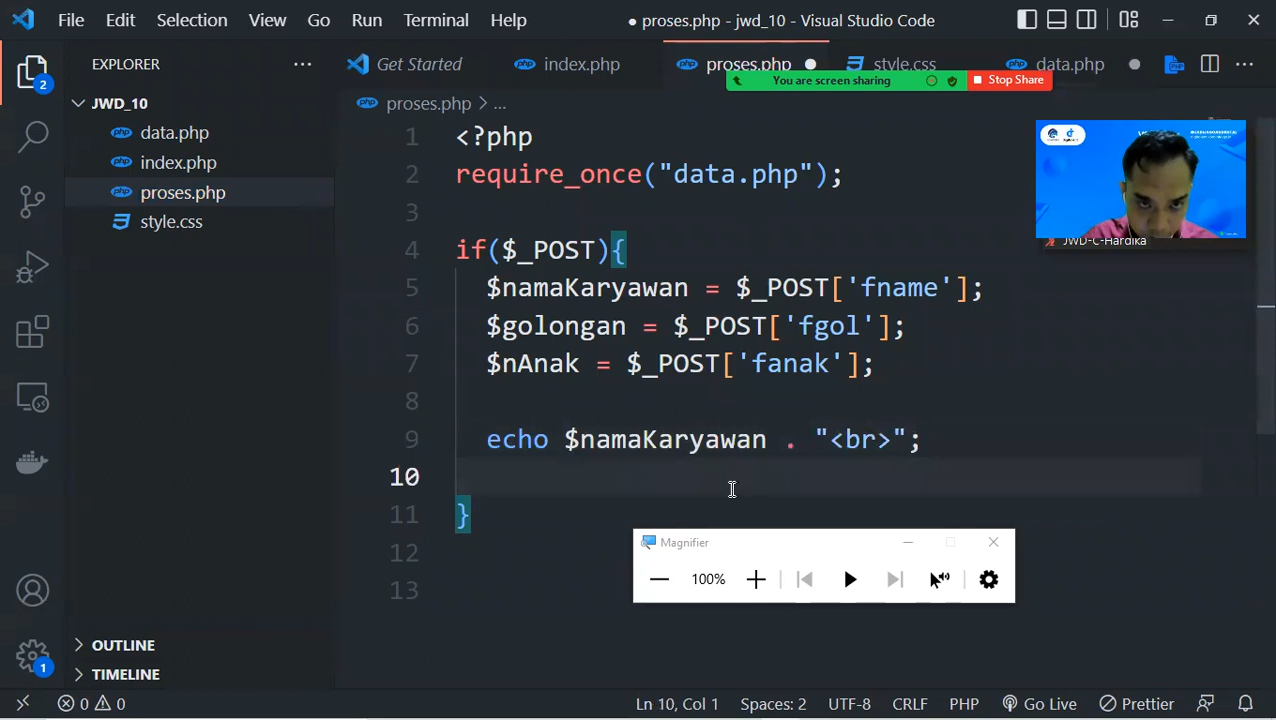 File Edit Selection View Go Run Terminal Help
● proses.php - jwd_10 - Visual Studio Code
EXPLORER
JWD_10
data.php
index.php
proses.php
style.css
OUTLINE
TIMELINE
2
1
Get Started
index.php
proses.php
style.css
data.php
You are screen sharing
Stop Share
proses.php > ...
1 <?php
2 require_once("data.php");
3
4 if($_POST){
5 $namaKaryawan = $_POST['fname'];
6 $golongan = $_POST['fgol'];
7 $nAnak = $_POST['fanak'];
8
9 echo $namaKaryawan . "<br>";
10
11 }
12
13
JWD-C-Hardika
Magnifier
100%
0 0
Ln 10, Col 1 Spaces: 2 UTF-8 CRLF PHP Go Live Prettier